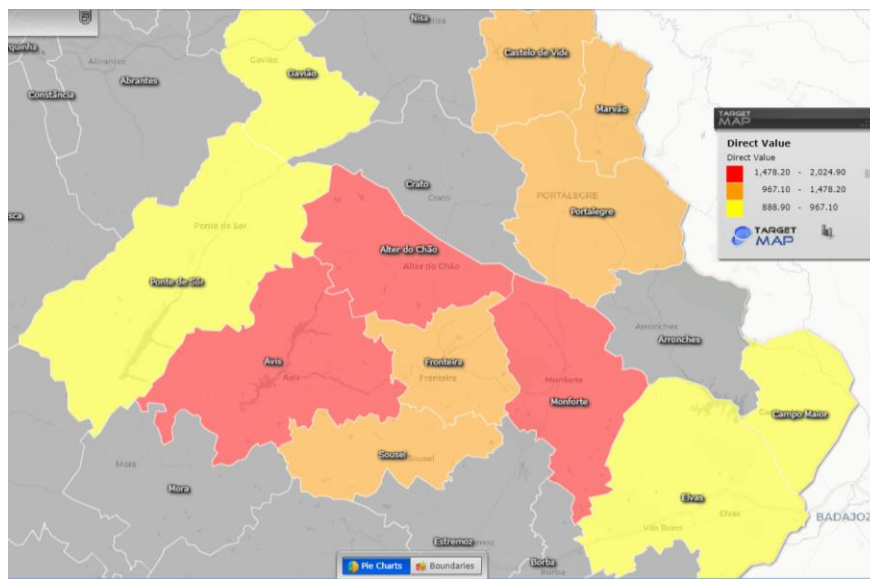 Nisa
Nisa
Castelo de Vide
Abrantes
Abrantes
Gavião
Gavião
Constância
Marvão
TARGET
MAP
Direct Value
Direct Value
1,478.20 - 2,024.90
967.10 - 1,478.20
888.90 - 967.10
TARGET
MAP
Crato
Crato
PORTALEGRE
Portalegre
Ponte de Sor
Alter do Chão
Alter do Chão
Ponte de Sôr
Arronches
Arronches
Avis
Avis
Fronteira
Fronteira
Monforte
Monforte
Campo Maior
Sousel
Sousel
Mora
Mora
Elvas
Elvas
Vila Boim
BADAJOZ
Estremoz
Borba
Borba
Pie Charts Boundaries